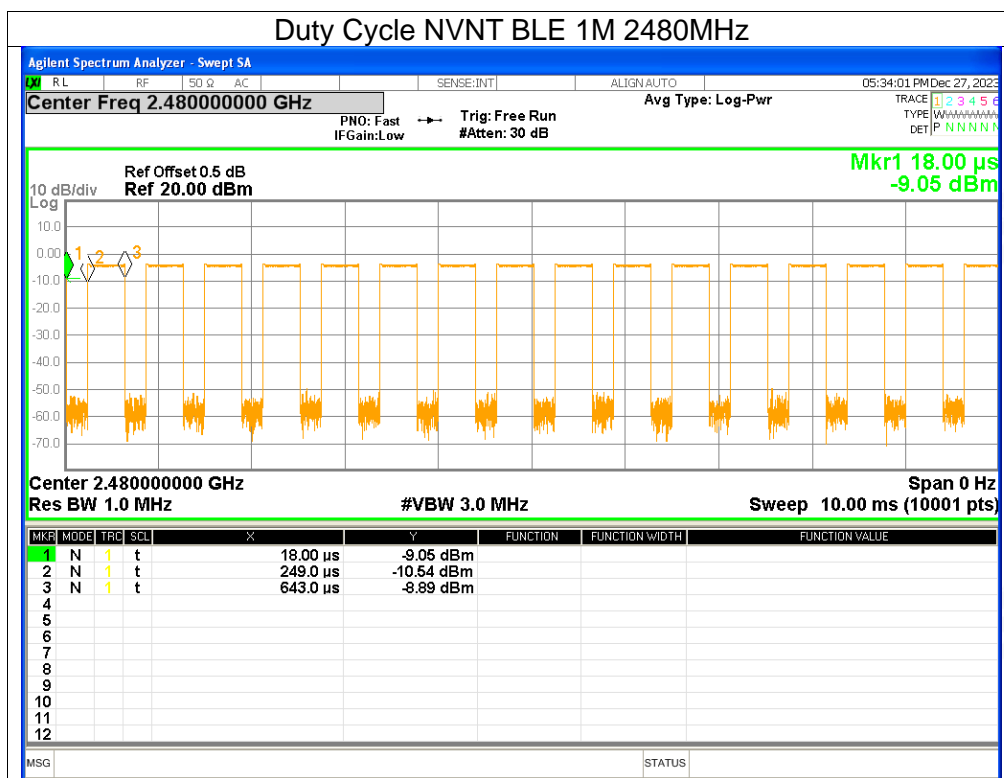 Duty Cycle NVNT BLE 1M 2480MHz
Agilent Spectrum Analyzer - Swept SA
LXI RL RF 50 Ω AC SENSE:INT ALIGN AUTO 05:34:01 PM Dec 27, 2023
Center Freq 2.480000000 GHz
Avg Type: Log-Pwr
TRACE 1 2 3 4 5 6
PNO: Fast
Trig: Free Run
TYPE
IFGain:Low
#Atten: 30 dB
DET P N N N N N
Mkr1 18.00 µs
-9.05 dBm
Ref Offset 0.5 dB
10 dB/div Ref 20.00 dBm
Log
10.0
0.00
-10.0
-20.0
-30.0
-40.0
-50.0
-60.0
-70.0
1 2 3
Center 2.480000000 GHz Span 0 Hz
Res BW 1.0 MHz #VBW 3.0 MHz Sweep 10.00 ms (10001 pts)
MKR MODE TRC SCL X Y FUNCTION FUNCTION WIDTH FUNCTION VALUE
1 N 1 t 18.00 µs -9.05 dBm
2 N 1 t 249.0 µs -10.54 dBm
3 N 1 t 643.0 µs -8.89 dBm
4
5
6
7
8
9
10
11
12
MSG STATUS